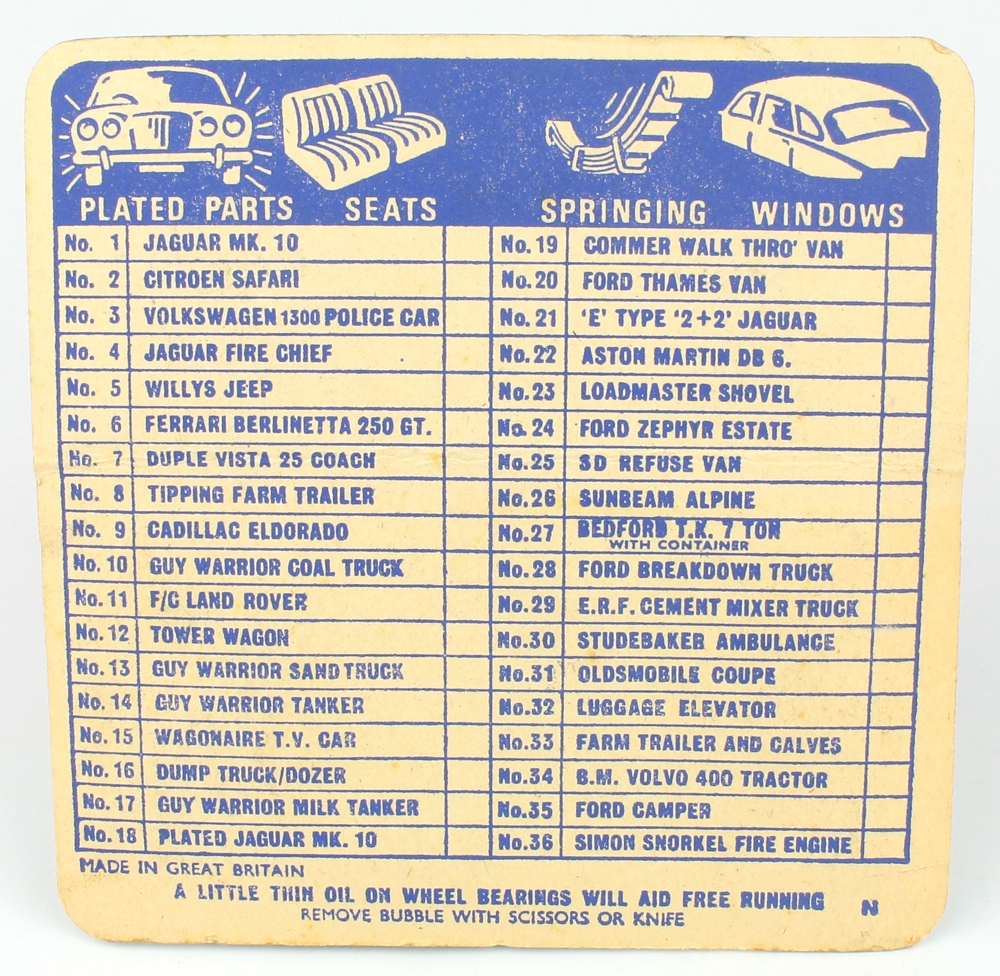 PLATED PARTS SEATS SPRINGING WINDOWS
No. 1 JAGUAR MK. 10
No. 2 CITROEN SAFARI
No. 3 VOLKSWAGEN 1300 POLICE CAR
No. 4 JAGUAR FIRE CHIEF
No. 5 WILLYS JEEP
No. 6 FERRARI BERLINETTA 250 GT.
No. 7 DUPLE VISTA 25 COACH
No. 8 TIPPING FARM TRAILER
No. 9 CADILLAC ELDORADO
No. 10 GUY WARRIOR COAL TRUCK
No. 11 F/C LAND ROVER
No. 12 TOWER WAGON
No. 13 GUY WARRIOR SAND TRUCK
No. 14 GUY WARRIOR TANKER
No. 15 WAGONAIRE T.V. CAR
No. 16 DUMP TRUCK/DOZER
No. 17 GUY WARRIOR MILK TANKER
No. 18 PLATED JAGUAR MK. 10
No. 19 COMMER WALK THRO' VAN
No. 20 FORD THAMES VAN
No. 21 'E' TYPE '2+2' JAGUAR
No. 22 ASTON MARTIN DB 6.
No. 23 LOADMASTER SHOVEL
No. 24 FORD ZEPHYR ESTATE
No. 25 SD REFUSE VAN
No. 26 SUNBEAM ALPINE
No. 27 BEDFORD T.K. 7 TON
WITH CONTAINER
No. 28 FORD BREAKDOWN TRUCK
No. 29 E.R.F. CEMENT MIXER TRUCK
No. 30 STUDEBAKER AMBULANCE
No. 31 OLDSMOBILE COUPE
No. 32 LUGGAGE ELEVATOR
No. 33 FARM TRAILER AND CALVES
No. 34 B.M. VOLVO 400 TRACTOR
No. 35 FORD CAMPER
No. 36 SIMON SNORKEL FIRE ENGINE
MADE IN GREAT BRITAIN
A LITTLE THIN OIL ON WHEEL BEARINGS WILL AID FREE RUNNING
REMOVE BUBBLE WITH SCISSORS OR KNIFE
N